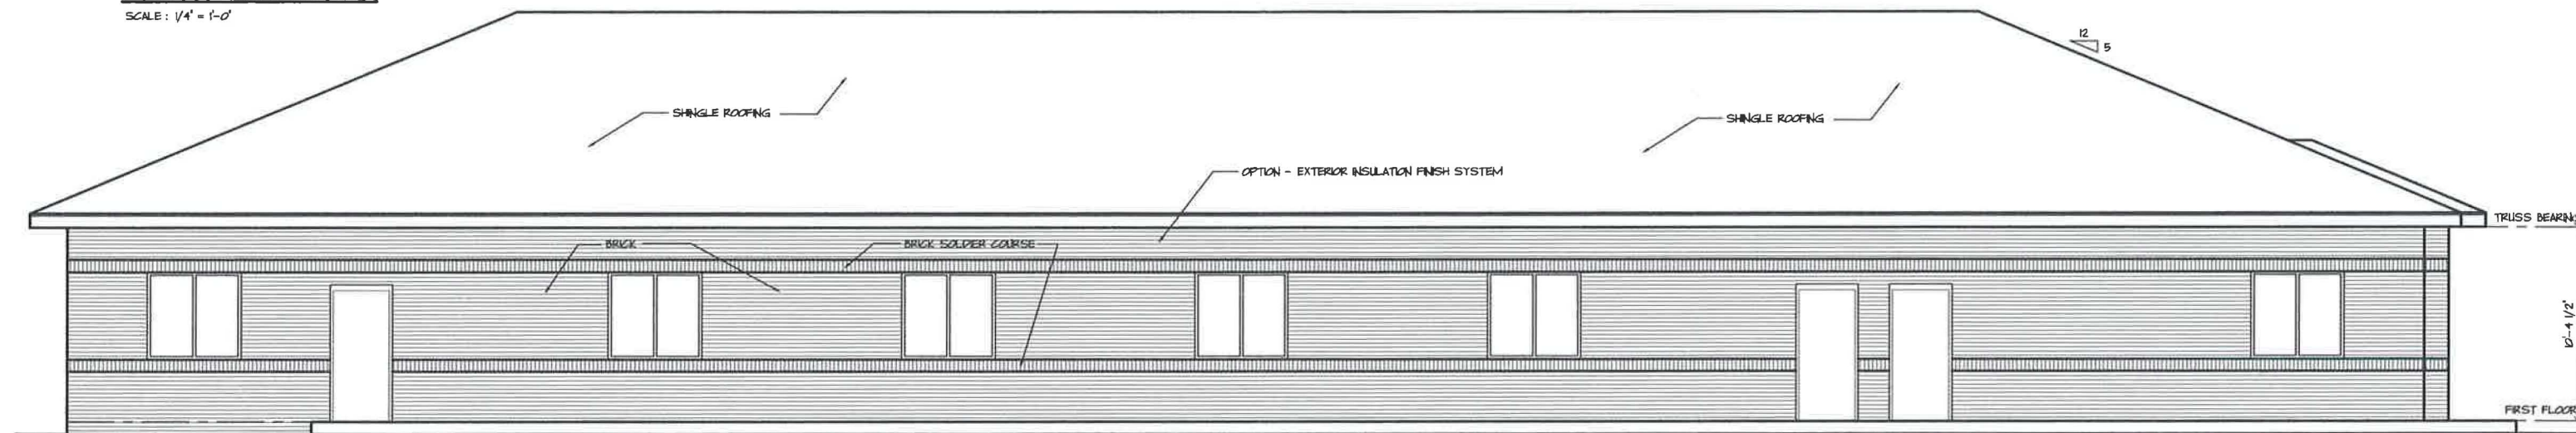 SCALE : 1/4" = 1'-0"
12
5
SHINGLE ROOFING
SHINGLE ROOFING
OPTION - EXTERIOR INSULATION FINISH SYSTEM
TRUSS BEARING
BRICK
BRICK SOLDIER COURSE
10'-4 1/2"
FIRST FLOOR